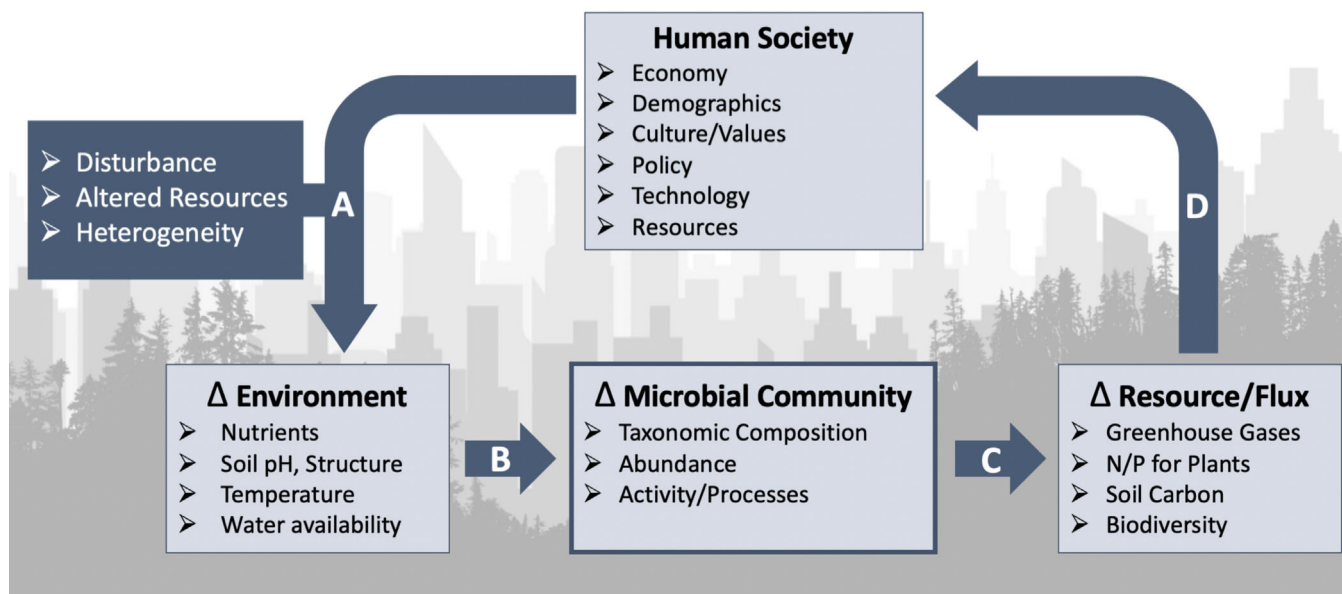 Human Society
➢ Economy
➢ Demographics
➢ Culture/Values
➢ Policy
➢ Technology
➢ Resources
➢ Disturbance
➢ Altered Resources
➢ Heterogeneity
A
D
Δ Environment
➢ Nutrients
➢ Soil pH, Structure
➢ Temperature
➢ Water availability
B
Δ Microbial Community
➢ Taxonomic Composition
➢ Abundance
➢ Activity/Processes
C
Δ Resource/Flux
➢ Greenhouse Gases
➢ N/P for Plants
➢ Soil Carbon
➢ Biodiversity